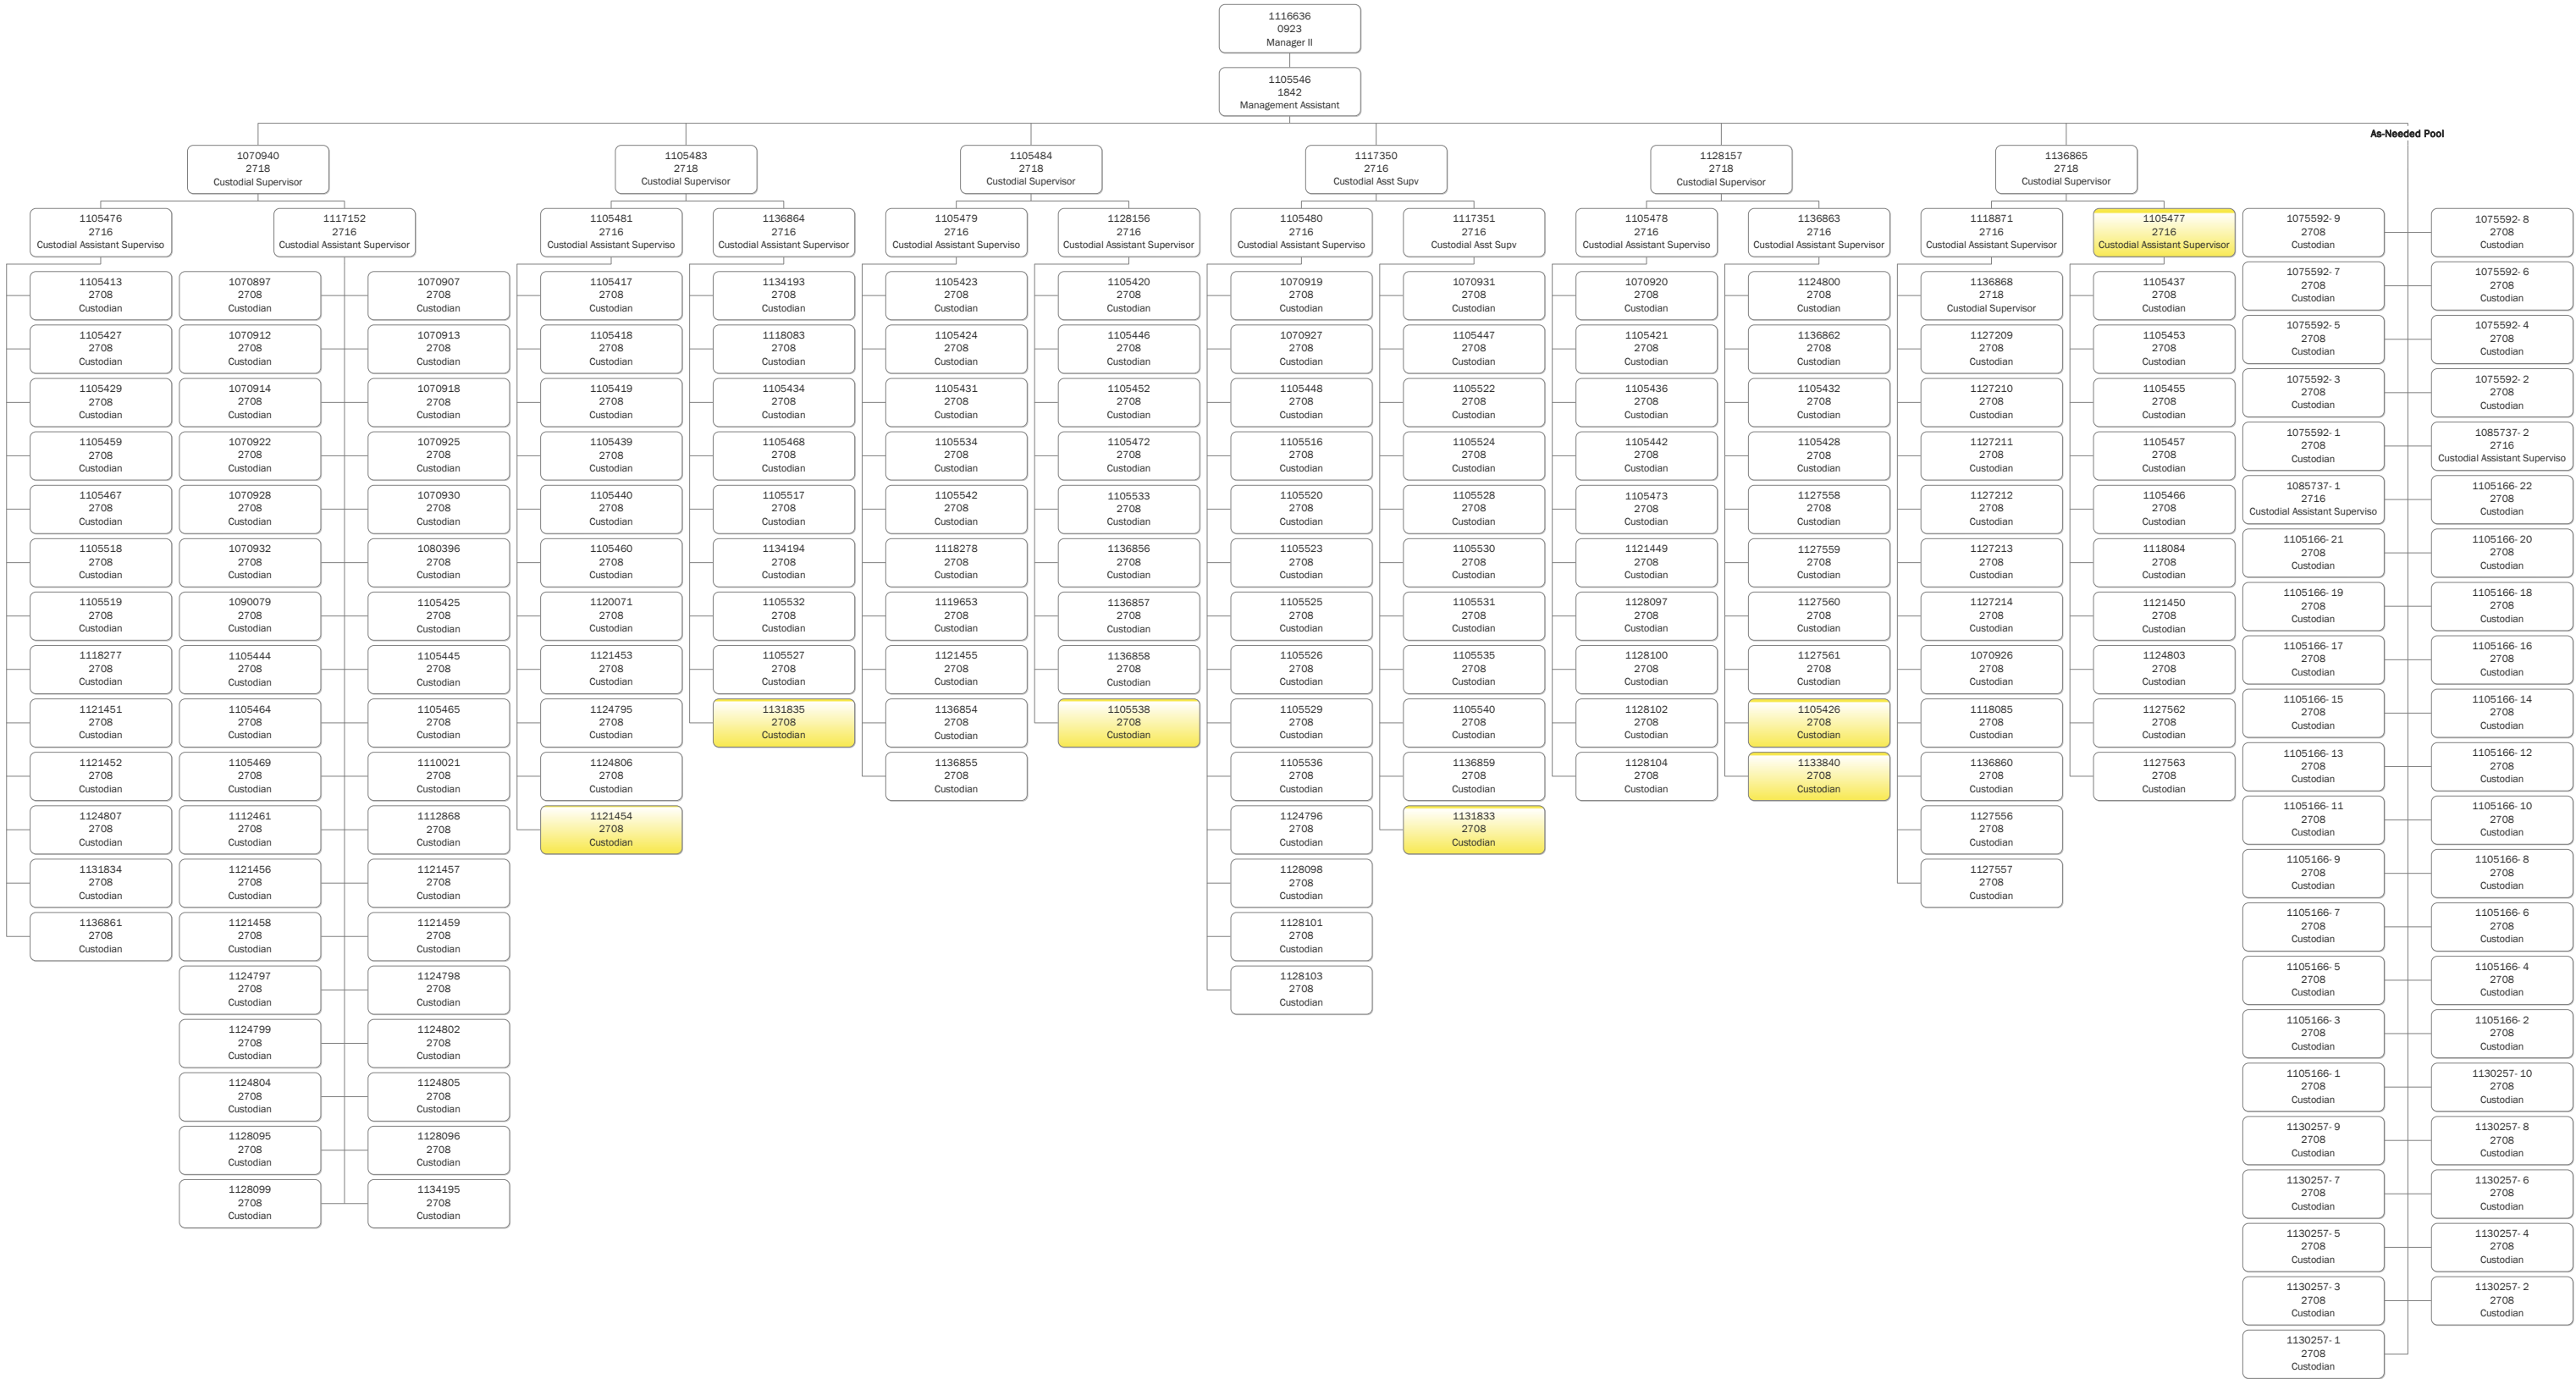 1116636
0923
Manager II
1105546
1842
Management Assistant
As-Needed Pool
1070940
2718
Custodial Supervisor
1105476
2716
Custodial Assistant Superviso
1105413
2708
Custodian
1105427
2708
Custodian
1105429
2708
Custodian
1105459
2708
Custodian
1105467
2708
Custodian
1105518
2708
Custodian
1105519
2708
Custodian
1118277
2708
Custodian
1121451
2708
Custodian
1121452
2708
Custodian
1124807
2708
Custodian
1131834
2708
Custodian
1136861
2708
Custodian
1117152
2716
Custodial Assistant Supervisor
1070897
2708
Custodian
1070907
2708
Custodian
1070912
2708
Custodian
1070913
2708
Custodian
1070914
2708
Custodian
1070918
2708
Custodian
1070922
2708
Custodian
1070925
2708
Custodian
1070928
2708
Custodian
1070930
2708
Custodian
1070932
2708
Custodian
1080396
2708
Custodian
1090079
2708
Custodian
1105425
2708
Custodian
1105444
2708
Custodian
1105445
2708
Custodian
1105464
2708
Custodian
1105465
2708
Custodian
1105469
2708
Custodian
1110021
2708
Custodian
1112461
2708
Custodian
1112868
2708
Custodian
1121456
2708
Custodian
1121457
2708
Custodian
1121458
2708
Custodian
1121459
2708
Custodian
1124797
2708
Custodian
1124798
2708
Custodian
1124799
2708
Custodian
1124802
2708
Custodian
1124804
2708
Custodian
1124805
2708
Custodian
1128095
2708
Custodian
1128096
2708
Custodian
1128099
2708
Custodian
1134195
2708
Custodian
1105483
2718
Custodial Supervisor
1105481
2716
Custodial Assistant Superviso
1105417
2708
Custodian
1105418
2708
Custodian
1105419
2708
Custodian
1105439
2708
Custodian
1105440
2708
Custodian
1105460
2708
Custodian
1120071
2708
Custodian
1121453
2708
Custodian
1124795
2708
Custodian
1124806
2708
Custodian
1121454
2708
Custodian
1136864
2716
Custodial Assistant Supervisor
1134193
2708
Custodian
1118083
2708
Custodian
1105434
2708
Custodian
1105468
2708
Custodian
1105517
2708
Custodian
1134194
2708
Custodian
1105532
2708
Custodian
1105527
2708
Custodian
1131835
2708
Custodian
1105484
2718
Custodial Supervisor
1105479
2716
Custodial Assistant Superviso
1105423
2708
Custodian
1105424
2708
Custodian
1105431
2708
Custodian
1105534
2708
Custodian
1105542
2708
Custodian
1118278
2708
Custodian
1119653
2708
Custodian
1121455
2708
Custodian
1136854
2708
Custodian
1136855
2708
Custodian
1128156
2716
Custodial Assistant Supervisor
1105420
2708
Custodian
1105446
2708
Custodian
1105452
2708
Custodian
1105472
2708
Custodian
1105533
2708
Custodian
1136856
2708
Custodian
1136857
2708
Custodian
1136858
2708
Custodian
1105538
2708
Custodian
1117350
2716
Custodial Asst Supv
1105480
2716
Custodial Assistant Superviso
1070919
2708
Custodian
1070927
2708
Custodian
1105448
2708
Custodian
1105516
2708
Custodian
1105520
2708
Custodian
1105523
2708
Custodian
1105525
2708
Custodian
1105526
2708
Custodian
1105529
2708
Custodian
1105536
2708
Custodian
1124796
2708
Custodian
1128098
2708
Custodian
1128101
2708
Custodian
1128103
2708
Custodian
1117351
2716
Custodial Asst Supv
1070931
2708
Custodian
1105447
2708
Custodian
1105522
2708
Custodian
1105524
2708
Custodian
1105528
2708
Custodian
1105530
2708
Custodian
1105531
2708
Custodian
1105535
2708
Custodian
1105540
2708
Custodian
1136859
2708
Custodian
1131833
2708
Custodian
1128157
2718
Custodial Supervisor
1105478
2716
Custodial Assistant Superviso
1070920
2708
Custodian
1105421
2708
Custodian
1105436
2708
Custodian
1105442
2708
Custodian
1105473
2708
Custodian
1121449
2708
Custodian
1128097
2708
Custodian
1128100
2708
Custodian
1128102
2708
Custodian
1128104
2708
Custodian
1136863
2716
Custodial Assistant Supervisor
1124800
2708
Custodian
1136862
2708
Custodian
1105432
2708
Custodian
1105428
2708
Custodian
1127558
2708
Custodian
1127559
2708
Custodian
1127560
2708
Custodian
1127561
2708
Custodian
1105426
2708
Custodian
1133840
2708
Custodian
1136865
2718
Custodial Supervisor
1118871
2716
Custodial Assistant Supervisor
1136868
2718
Custodial Supervisor
1127209
2708
Custodian
1127210
2708
Custodian
1127211
2708
Custodian
1127212
2708
Custodian
1127213
2708
Custodian
1127214
2708
Custodian
1070926
2708
Custodian
1118085
2708
Custodian
1136860
2708
Custodian
1127556
2708
Custodian
1127557
2708
Custodian
1105477
2716
Custodial Assistant Supervisor
1105437
2708
Custodian
1105453
2708
Custodian
1105455
2708
Custodian
1105457
2708
Custodian
1105466
2708
Custodian
1118084
2708
Custodian
1121450
2708
Custodian
1124803
2708
Custodian
1127562
2708
Custodian
1127563
2708
Custodian
1075592- 9
2708
Custodian
1075592- 8
2708
Custodian
1075592- 7
2708
Custodian
1075592- 6
2708
Custodian
1075592- 5
2708
Custodian
1075592- 4
2708
Custodian
1075592- 3
2708
Custodian
1075592- 2
2708
Custodian
1075592- 1
2708
Custodian
1085737- 2
2716
Custodial Assistant Superviso
1085737- 1
2716
Custodial Assistant Superviso
1105166- 22
2708
Custodian
1105166- 21
2708
Custodian
1105166- 20
2708
Custodian
1105166- 19
2708
Custodian
1105166- 18
2708
Custodian
1105166- 17
2708
Custodian
1105166- 16
2708
Custodian
1105166- 15
2708
Custodian
1105166- 14
2708
Custodian
1105166- 13
2708
Custodian
1105166- 12
2708
Custodian
1105166- 11
2708
Custodian
1105166- 10
2708
Custodian
1105166- 9
2708
Custodian
1105166- 8
2708
Custodian
1105166- 7
2708
Custodian
1105166- 6
2708
Custodian
1105166- 5
2708
Custodian
1105166- 4
2708
Custodian
1105166- 3
2708
Custodian
1105166- 2
2708
Custodian
1105166- 1
2708
Custodian
1130257- 10
2708
Custodian
1130257- 9
2708
Custodian
1130257- 8
2708
Custodian
1130257- 7
2708
Custodian
1130257- 6
2708
Custodian
1130257- 5
2708
Custodian
1130257- 4
2708
Custodian
1130257- 3
2708
Custodian
1130257- 2
2708
Custodian
1130257- 1
2708
Custodian